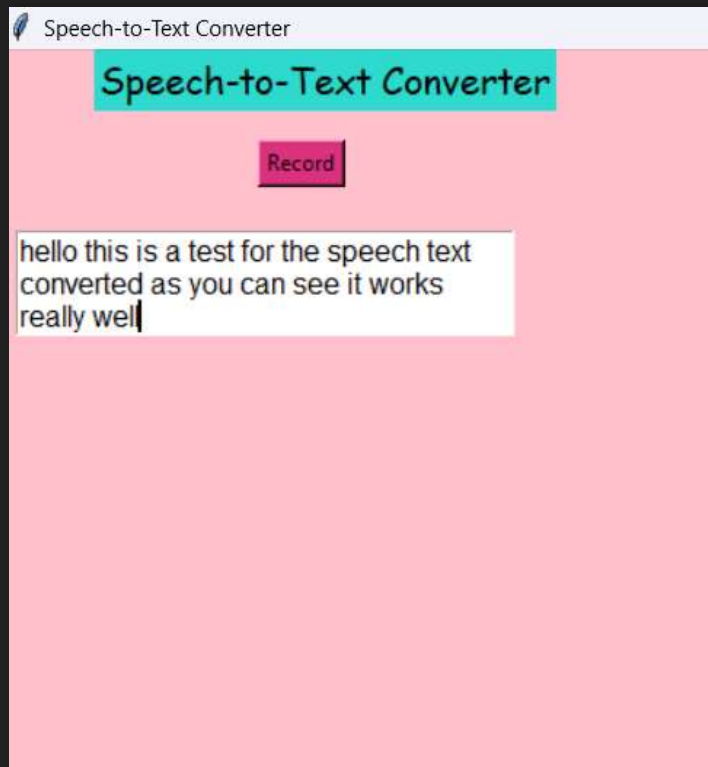 Speech-to-Text Converter
Speech-to-Text Converter
Record
hello this is a test for the speech text
converted as you can see it works
really well